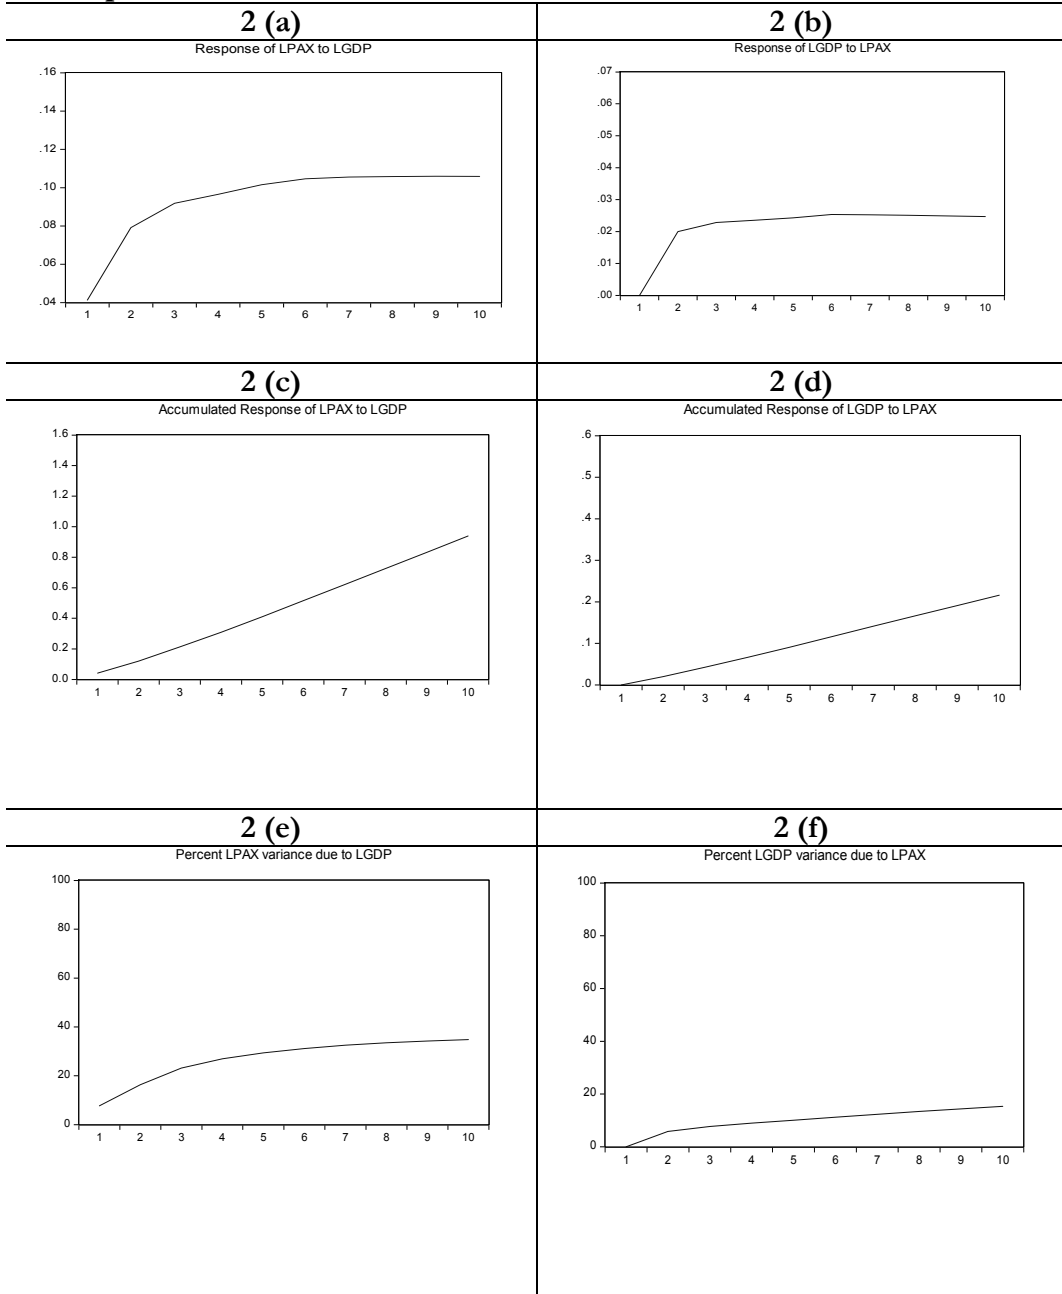 2 (a)
Response of LPAX to LGDP
.16
.14
.12
.10
.08
.06
.04
1 2 3 4 5 6 7 8 9 10
2 (b)
Response of LGDP to LPAX
.07
.06
.05
.04
.03
.02
.01
.00
1 2 3 4 5 6 7 8 9 10
2 (c)
Accumulated Response of LPAX to LGDP
1.6
1.4
1.2
1.0
0.8
0.6
0.4
0.2
0.0
1 2 3 4 5 6 7 8 9 10
2 (d)
Accumulated Response of LGDP to LPAX
.6
.5
.4
.3
.2
.1
.0
1 2 3 4 5 6 7 8 9 10
2 (e)
Percent LPAX variance due to LGDP
100
80
60
40
20
0
1 2 3 4 5 6 7 8 9 10
2 (f)
Percent LGDP variance due to LPAX
100
80
60
40
20
0
1 2 3 4 5 6 7 8 9 10